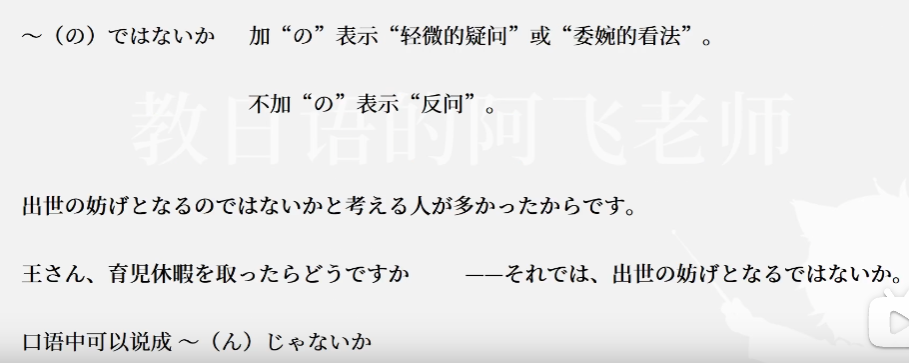 ～（の）ではないか 加“の”表示“轻微的疑问”或“委婉的看法”。
不加“の”表示“反问”。
教日语的阿飞老师
出世の妨げとなるのではないかと考える人が多かったからです。
王さん、育児休暇を取ったらどうですか ——それでは、出世の妨げとなるではないか。
口语中可以说成 ～（ん）じゃないか